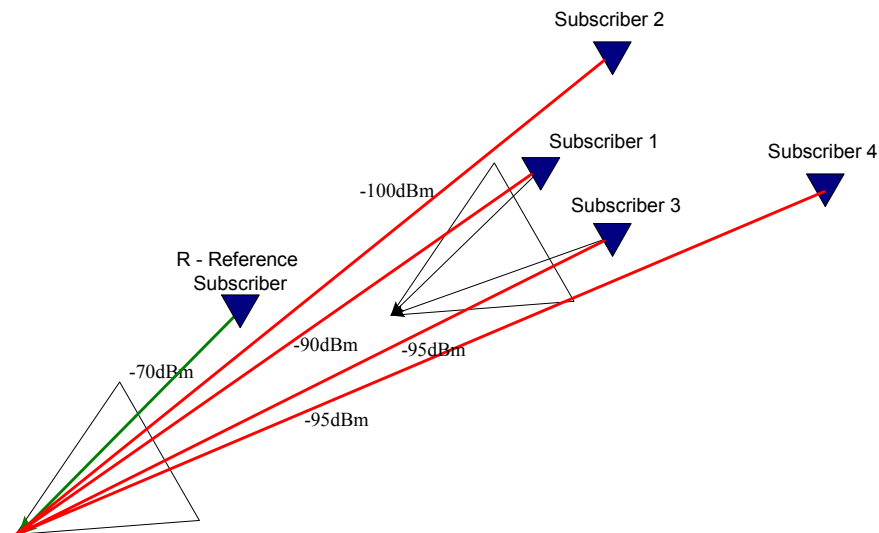 Subscriber 2
Subscriber 1
Subscriber 4
-100dBm
Subscriber 3
R - Reference
Subscriber
-90dBm
-95dBm
-70dBm
-95dBm